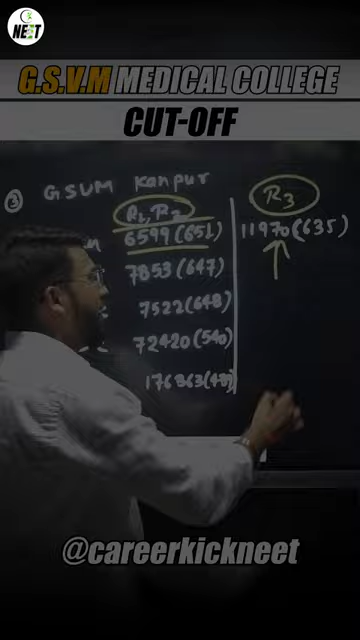 NEET
G.S.V.M MEDICAL COLLEGE
CUT-OFF
③ GSVM Kanpur
R1, R2
R3
6599 (651)
11970 (635)
7853 (647)
7522 (648)
72420 (540)
@careerkickneet